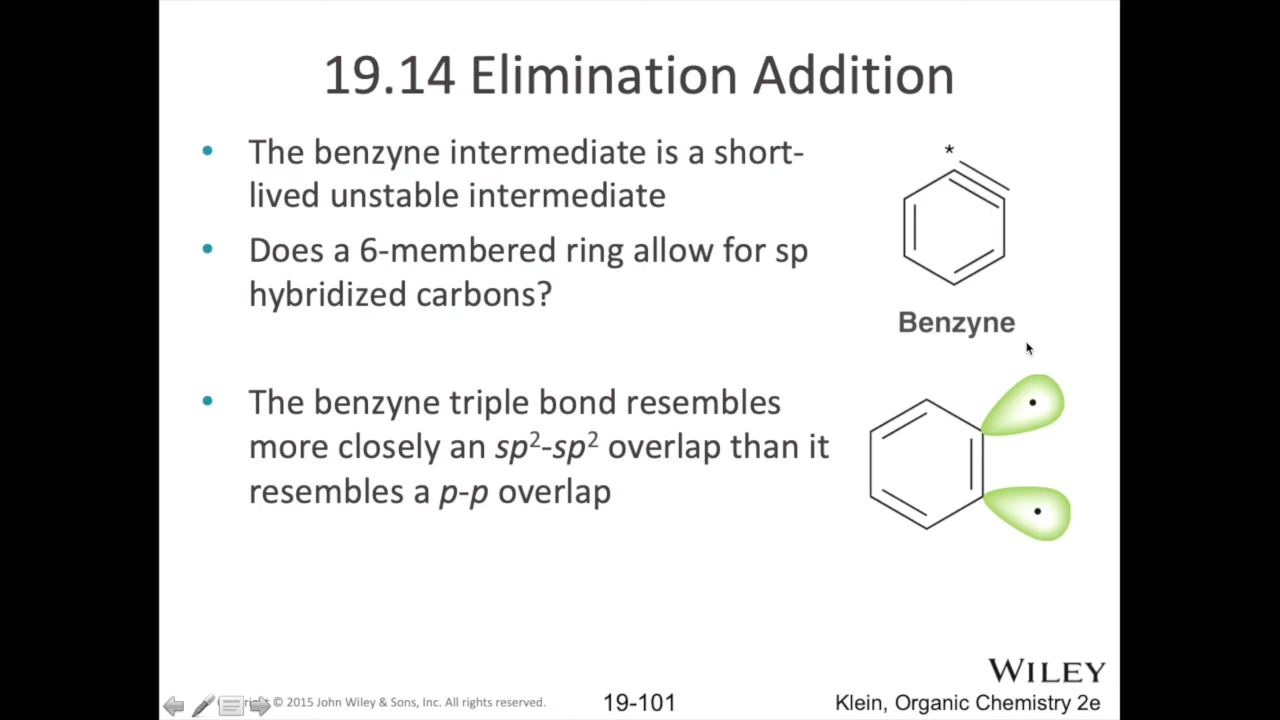 19.14 Elimination Addition
• The benzyne intermediate is a short-
lived unstable intermediate
• Does a 6-membered ring allow for sp
hybridized carbons?
*
Benzyne
• The benzyne triple bond resembles
more closely an sp²-sp² overlap than it
resembles a p-p overlap
WILEY
© 2015 John Wiley & Sons, Inc. All rights reserved.
19-101
Klein, Organic Chemistry 2e